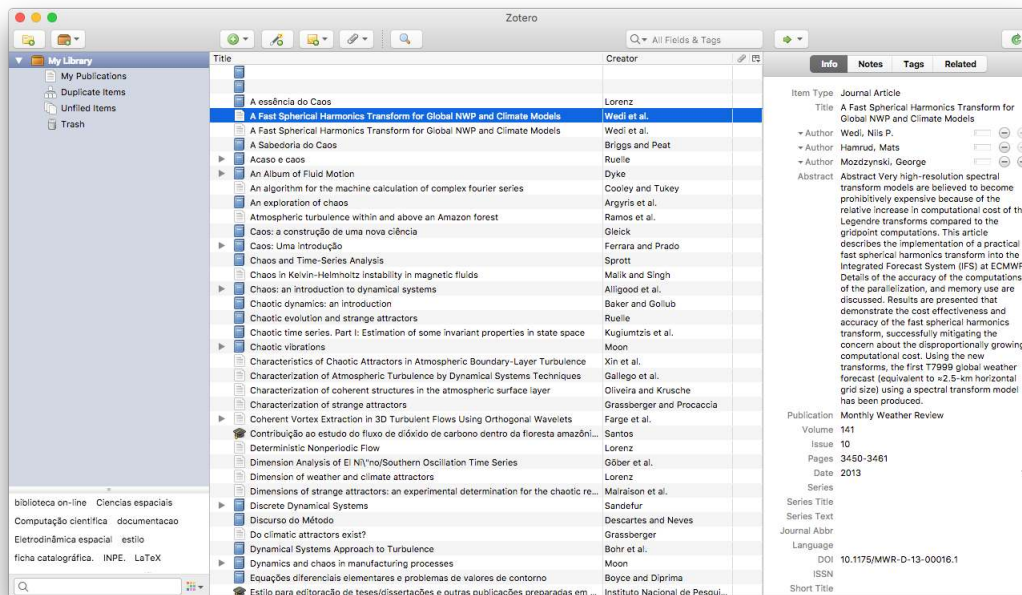 Zotero
All Fields & Tags
My Library
My Publications
Duplicate Items
Unfiled Items
Trash
biblioteca on-line Ciencias espaciais
Computação cientifica documentacao
Eletrodinâmica espacial estilo
ficha catalográfica. INPE. LaTeX
Title Creator
A essência do Caos Lorenz
A Fast Spherical Harmonics Transform for Global NWP and Climate Models Wedi et al.
A Fast Spherical Harmonics Transform for Global NWP and Climate Models Wedi et al.
A Sabedoria do Caos Briggs and Peat
Acaso e caos Ruelle
An Album of Fluid Motion Dyke
An algorithm for the machine calculation of complex fourier series Cooley and Tukey
An exploration of chaos Argyris et al.
Atmospheric turbulence within and above an Amazon forest Ramos et al.
Caos: a construção de uma nova ciência Gleick
Caos: Uma introdução Ferrara and Prado
Chaos and Time-Series Analysis Sprott
Chaos in Kelvin-Helmholtz instability in magnetic fluids Malik and Singh
Chaos: an introduction to dynamical systems Alligood et al.
Chaotic dynamics: an introduction Baker and Gollub
Chaotic evolution and strange attractors Ruelle
Chaotic time series. Part I: Estimation of some invariant properties in state space Kugiumtzis et al.
Chaotic vibrations Moon
Characteristics of Chaotic Attractors in Atmospheric Boundary-Layer Turbulence Xin et al.
Characterization of Atmospheric Turbulence by Dynamical Systems Techniques Gallego et al.
Characterization of coherent structures in the atmospheric surface layer Oliveira and Krusche
Characterization of strange attractors Grassberger and Procaccia
Coherent Vortex Extraction in 3D Turbulent Flows Using Orthogonal Wavelets Farge et al.
Contribuição ao estudo do fluxo de dióxido de carbono dentro da floresta amazôni... Santos
Deterministic Nonperiodic Flow Lorenz
Dimension Analysis of El Ni\"no/Southern Oscillation Time Series Göber et al.
Dimension of weather and climate attractors Lorenz
Dimensions of strange attractors: an experimental determination for the chaotic re... Malraison et al.
Discrete Dynamical Systems Sandefur
Discurso do Método Descartes and Neves
Do climatic attractors exist? Grassberger
Dynamical Systems Approach to Turbulence Bohr et al.
Dynamics and chaos in manufacturing processes Moon
Equações diferenciais elementares e problemas de valores de contorno Boyce and Diprima
Estilo para editoração de teses/dissertações e outras publicações preparadas em ... Instituto Nacional de Pesqui...
Info Notes Tags Related
Item Type Journal Article
Title A Fast Spherical Harmonics Transform for
Global NWP and Climate Models
Author Wedi, Nils P.
Author Hamrud, Mats
Author Mozdzynski, George
Abstract Abstract Very high-resolution spectral
transform models are believed to become
prohibitively expensive because of the
relative increase in computational cost of th
Legendre transforms compared to the
gridpoint computations. This article
describes the implementation of a practical
fast spherical harmonics transform into the
Integrated Forecast System (IFS) at ECMWF
Details of the accuracy of the computations
of the parallelization, and memory use are
discussed. Results are presented that
demonstrate the cost effectiveness and
accuracy of the fast spherical harmonics
transform, successfully mitigating the
concern about the disproportionally growing
computational cost. Using the new
transforms, the first T7999 global weather
forecast (equivalent to ≈2.5-km horizontal
grid size) using a spectral transform model
has been produced.
Publication Monthly Weather Review
Volume 141
Issue 10
Pages 3450-3461
Date 2013
Series
Series Title
Series Text
Journal Abbr
Language
DOI 10.1175/MWR-D-13-00016.1
ISSN
Short Title